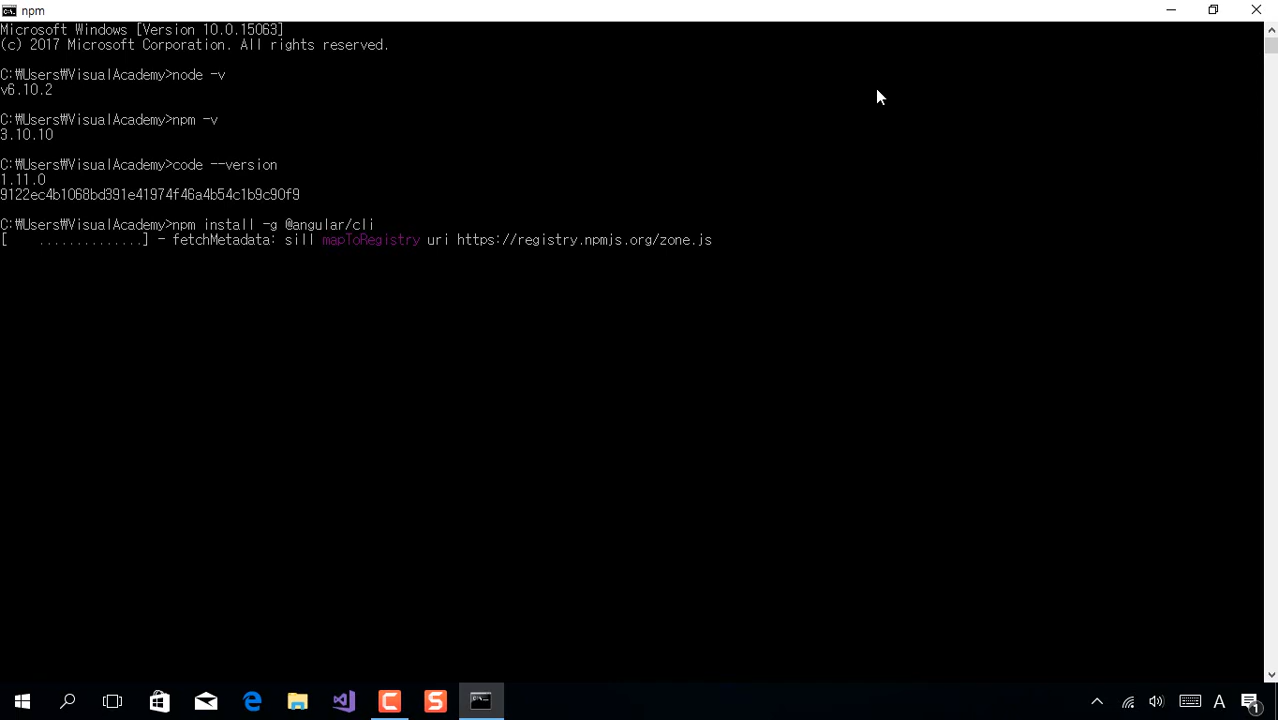 npm
Microsoft Windows [Version 10.0.15063]
(c) 2017 Microsoft Corporation. All rights reserved.
C:₩Users₩VisualAcademy>node -v
v6.10.2
C:₩Users₩VisualAcademy>npm -v
3.10.10
C:₩Users₩VisualAcademy>code --version
1.11.0
9122ec4b1068bd391e41974f46a4b54c1b9c90f9
C:₩Users₩VisualAcademy>npm install -g @angular/cli
[    ..............] - fetchMetadata: sill mapToRegistry uri https://registry.npmjs.org/zone.js
A
1